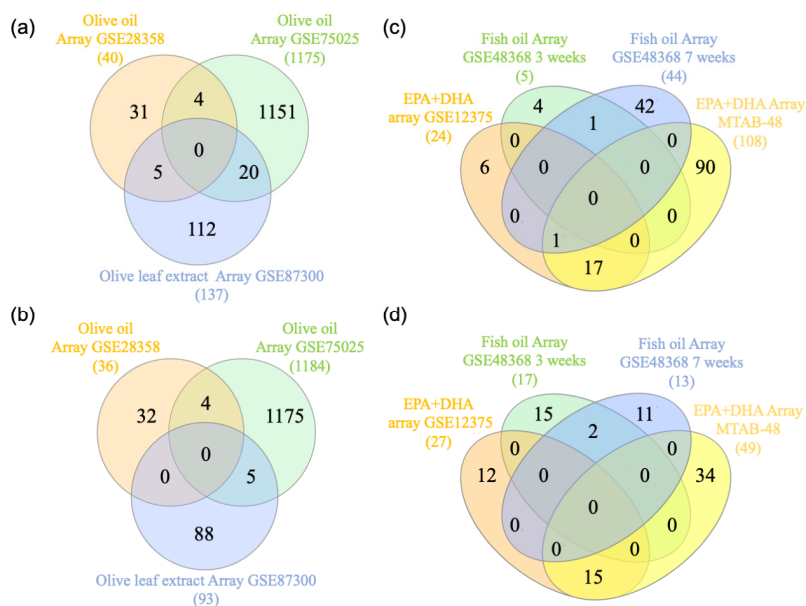 (a)
Olive oil
Array GSE28358
(40)
Olive oil
Array GSE75025
(1175)
31
4
1151
0
5
20
112
Olive leaf extract Array GSE87300
(137)
(b)
Olive oil
Array GSE28358
(36)
Olive oil
Array GSE75025
(1184)
32
4
1175
0
0
5
88
Olive leaf extract Array GSE87300
(93)
(c)
Fish oil Array
GSE48368 3 weeks
(5)
Fish oil Array
GSE48368 7 weeks
(44)
EPA+DHA
array GSE12375
(24)
EPA+DHA Array
MTAB-48
(108)
4
42
1
0
0
6
0
0
90
0
0
0
1
0
17
(d)
Fish oil Array
GSE48368 3 weeks
(17)
Fish oil Array
GSE48368 7 weeks
(13)
EPA+DHA
array GSE12375
(27)
EPA+DHA Array
MTAB-48
(49)
15
11
2
0
0
12
0
0
34
0
0
0
0
0
15